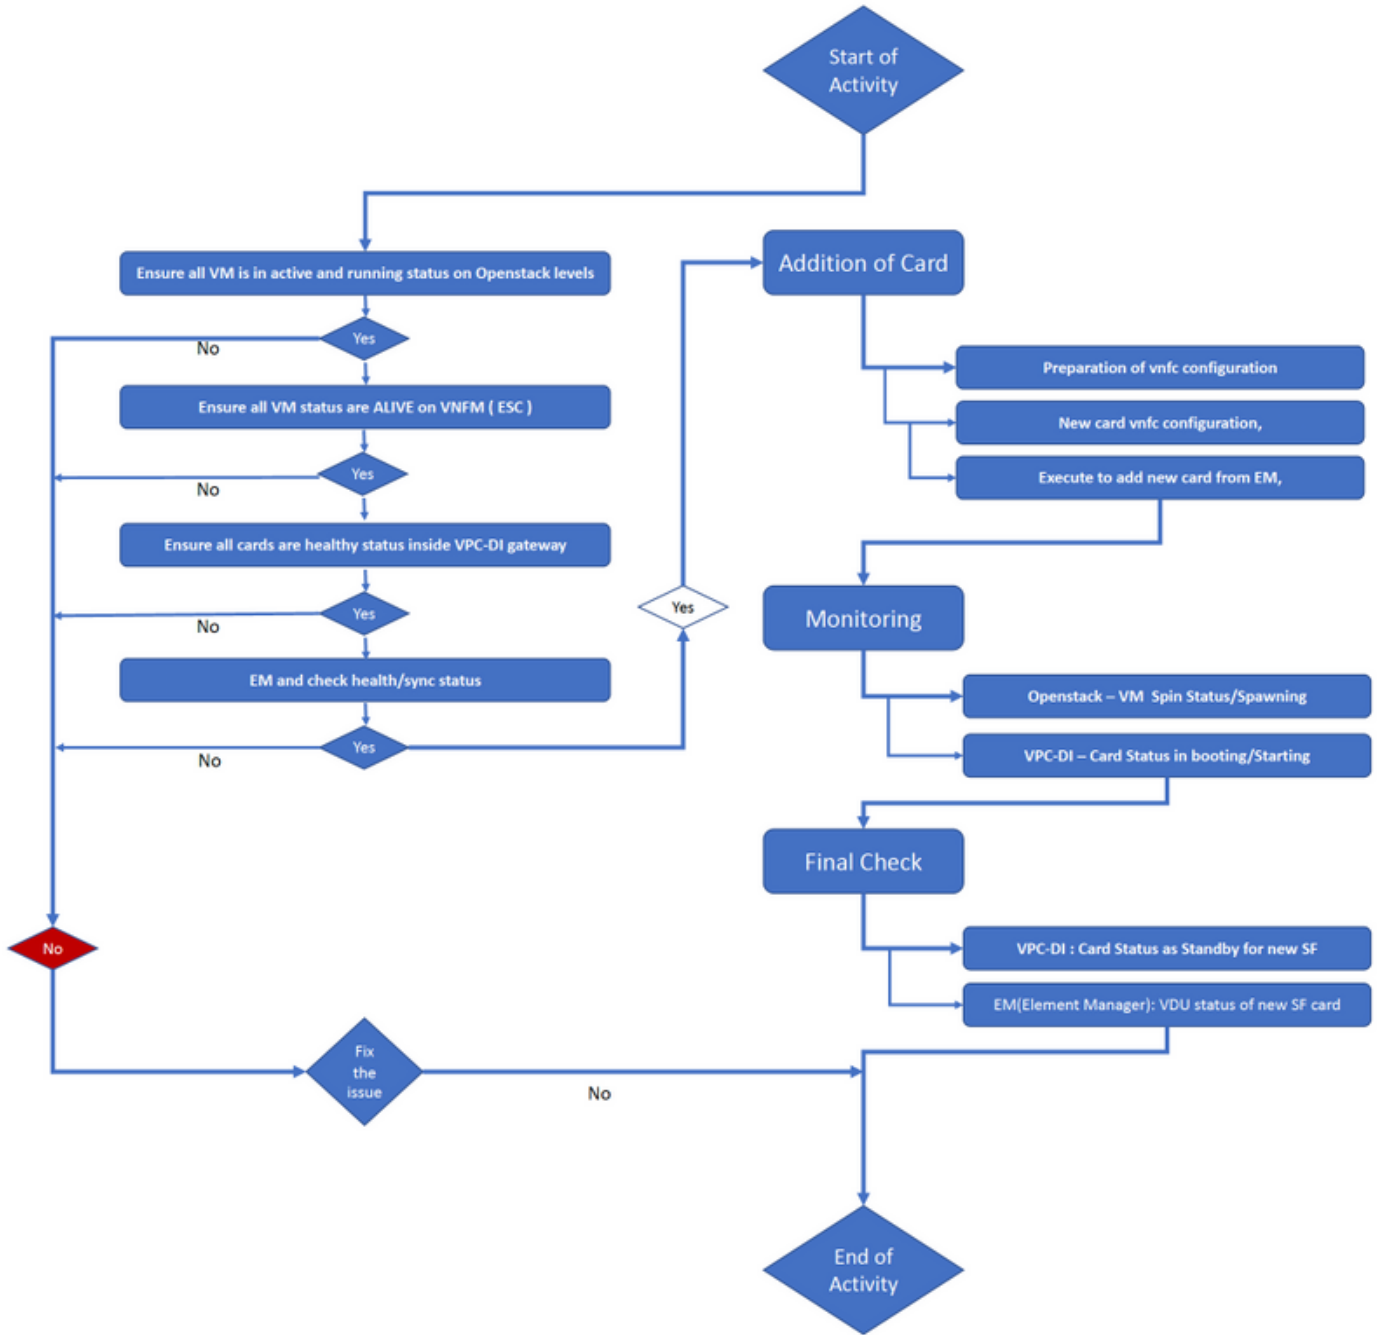 Start of
Activity
Ensure all VM is in active and running status on Openstack levels
Yes
No
Ensure all VM status are ALIVE on VNFM ( ESC )
Yes
No
Ensure all cards are healthy status inside VPC-DI gateway
Yes
No
EM and check health/sync status
Yes
No
Yes
Addition of Card
Preparation of vnfc configuration
New card vnfc configuration,
Execute to add new card from EM,
Monitoring
Openstack – VM  Spin Status/Spawning
VPC-DI – Card Status in booting/Starting
Final Check
VPC-DI : Card Status as Standby for new SF
EM(Element Manager): VDU status of new SF card
No
Fix
the
issue
No
End of
Activity